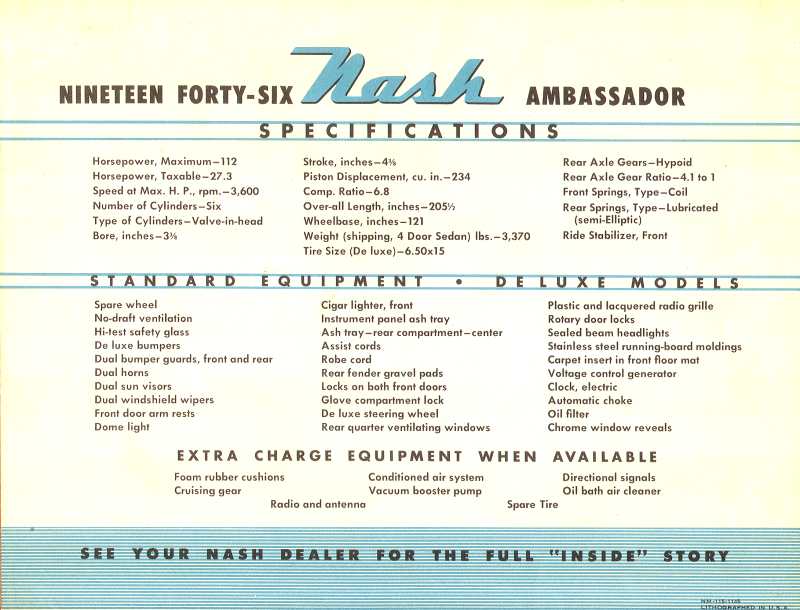 NINETEEN FORTY-SIX Nash AMBASSADOR
SPECIFICATIONS
Horsepower, Maximum—112
Horsepower, Taxable—27.3
Speed at Max. H. P., rpm.—3,600
Number of Cylinders—Six
Type of Cylinders—Valve-in-head
Bore, inches—3⅜
Stroke, inches—4⅜
Piston Displacement, cu. in.—234
Comp. Ratio—6.8
Over-all Length, inches—205½
Wheelbase, inches—121
Weight (shipping, 4 Door Sedan) lbs.—3,370
Tire Size (De luxe)—6.50x15
Rear Axle Gears—Hypoid
Rear Axle Gear Ratio—4.1 to 1
Front Springs, Type—Coil
Rear Springs, Type—Lubricated
(semi-Elliptic)
Ride Stabilizer, Front
STANDARD EQUIPMENT • DE LUXE MODELS
Spare wheel
No-draft ventilation
Hi-test safety glass
De luxe bumpers
Dual bumper guards, front and rear
Dual horns
Dual sun visors
Dual windshield wipers
Front door arm rests
Dome light
Cigar lighter, front
Instrument panel ash tray
Ash tray—rear compartment—center
Assist cords
Robe cord
Rear fender gravel pads
Locks on both front doors
Glove compartment lock
De luxe steering wheel
Rear quarter ventilating windows
Plastic and lacquered radio grille
Rotary door locks
Sealed beam headlights
Stainless steel running-board moldings
Carpet insert in front floor mat
Voltage control generator
Clock, electric
Automatic choke
Oil filter
Chrome window reveals
EXTRA CHARGE EQUIPMENT WHEN AVAILABLE
Foam rubber cushions
Cruising gear
Conditioned air system
Vacuum booster pump
Directional signals
Oil bath air cleaner
Radio and antenna
Spare Tire
SEE YOUR NASH DEALER FOR THE FULL "INSIDE" STORY
LITHOGRAPHED IN U.S.A.